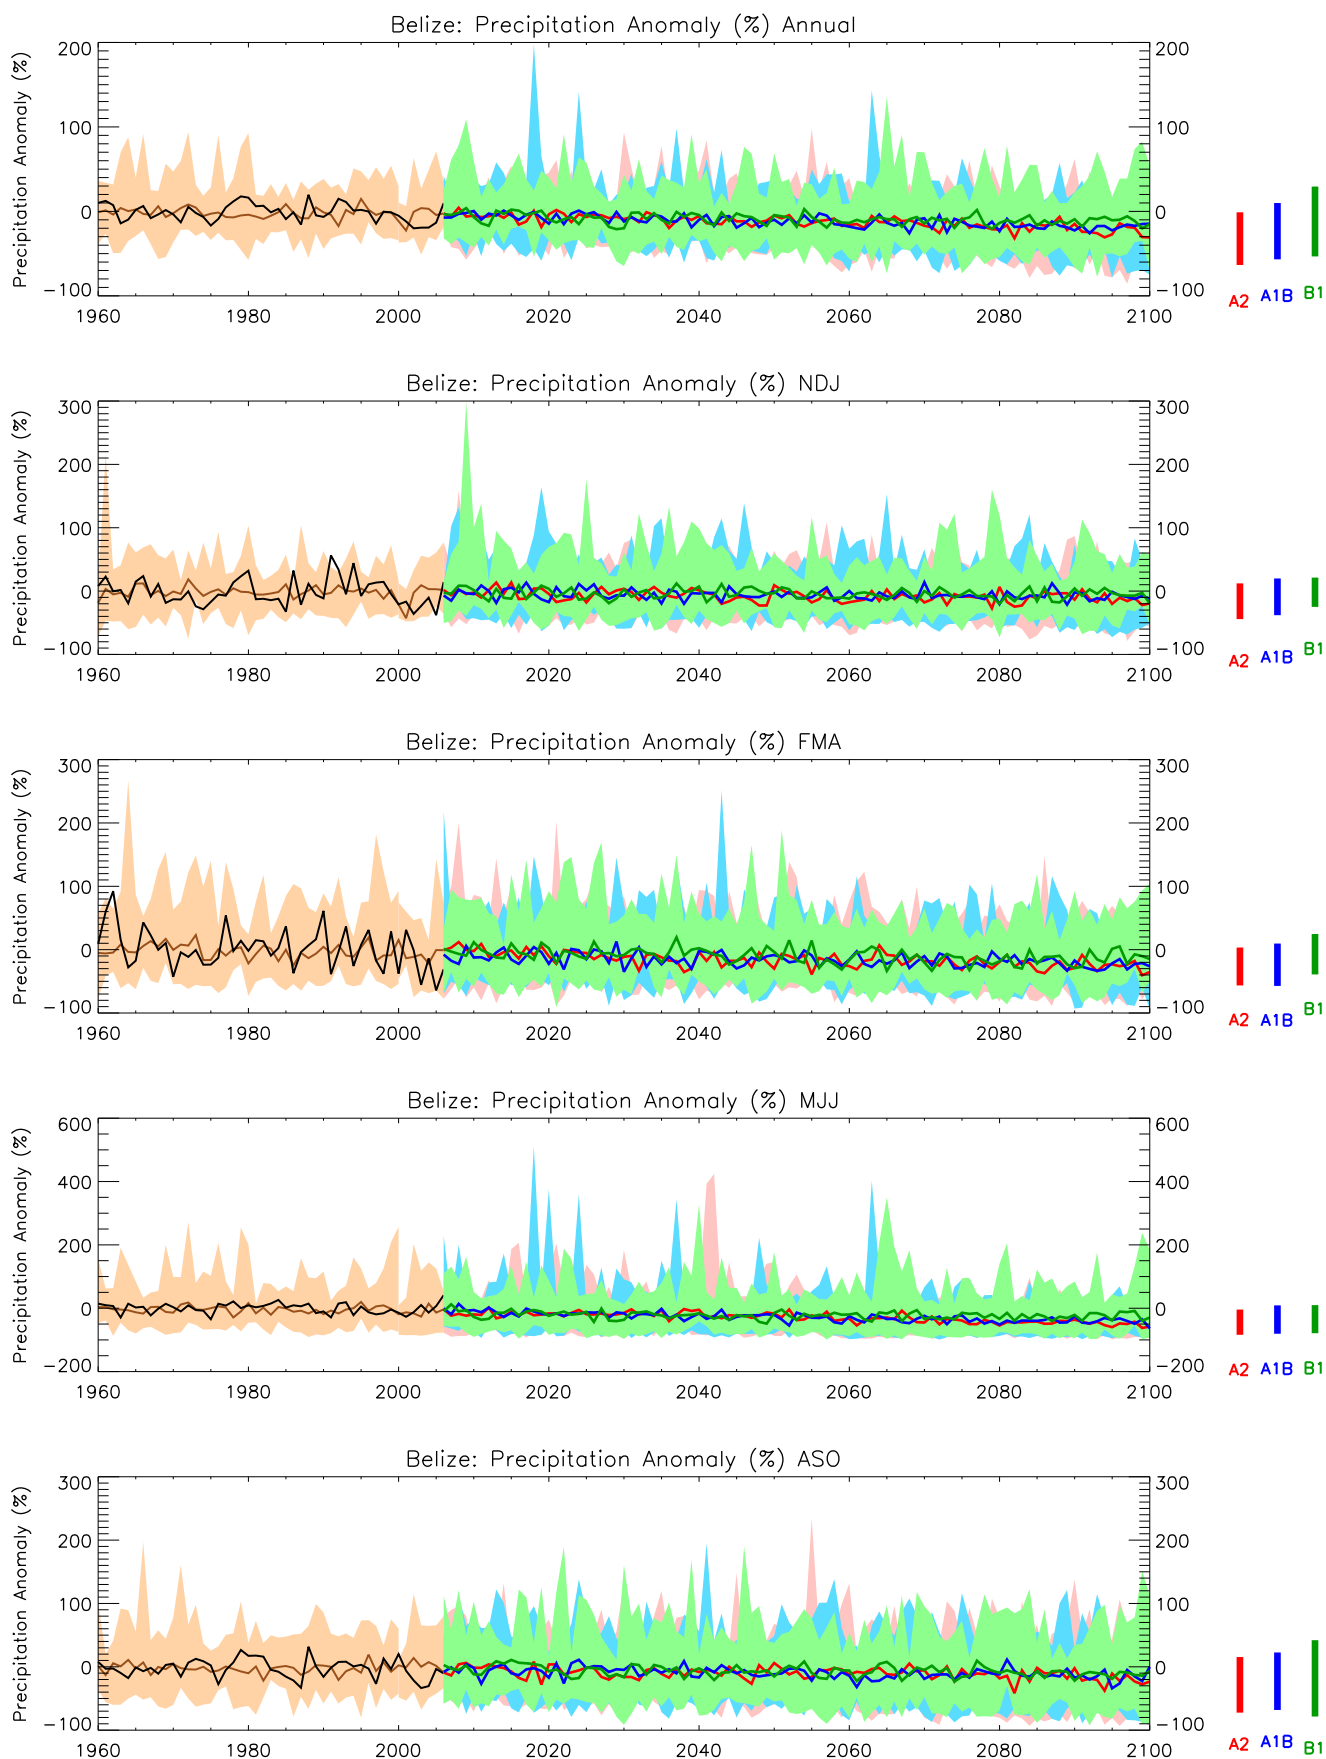 Belize: Precipitation Anomaly (%) Annual
Precipitation Anomaly (%)
200 200
100 100
0 0
−100 −100
1960 1980 2000 2020 2040 2060 2080 2100
A2 A1B B1
Belize: Precipitation Anomaly (%) NDJ
Precipitation Anomaly (%)
300 300
200 200
100 100
0 0
−100 −100
1960 1980 2000 2020 2040 2060 2080 2100
A2 A1B B1
Belize: Precipitation Anomaly (%) FMA
Precipitation Anomaly (%)
300 300
200 200
100 100
0 0
−100 −100
1960 1980 2000 2020 2040 2060 2080 2100
A2 A1B B1
Belize: Precipitation Anomaly (%) MJJ
Precipitation Anomaly (%)
600 600
400 400
200 200
0 0
−200 −200
1960 1980 2000 2020 2040 2060 2080 2100
A2 A1B B1
Belize: Precipitation Anomaly (%) ASO
Precipitation Anomaly (%)
300 300
200 200
100 100
0 0
−100 −100
1960 1980 2000 2020 2040 2060 2080 2100
A2 A1B B1